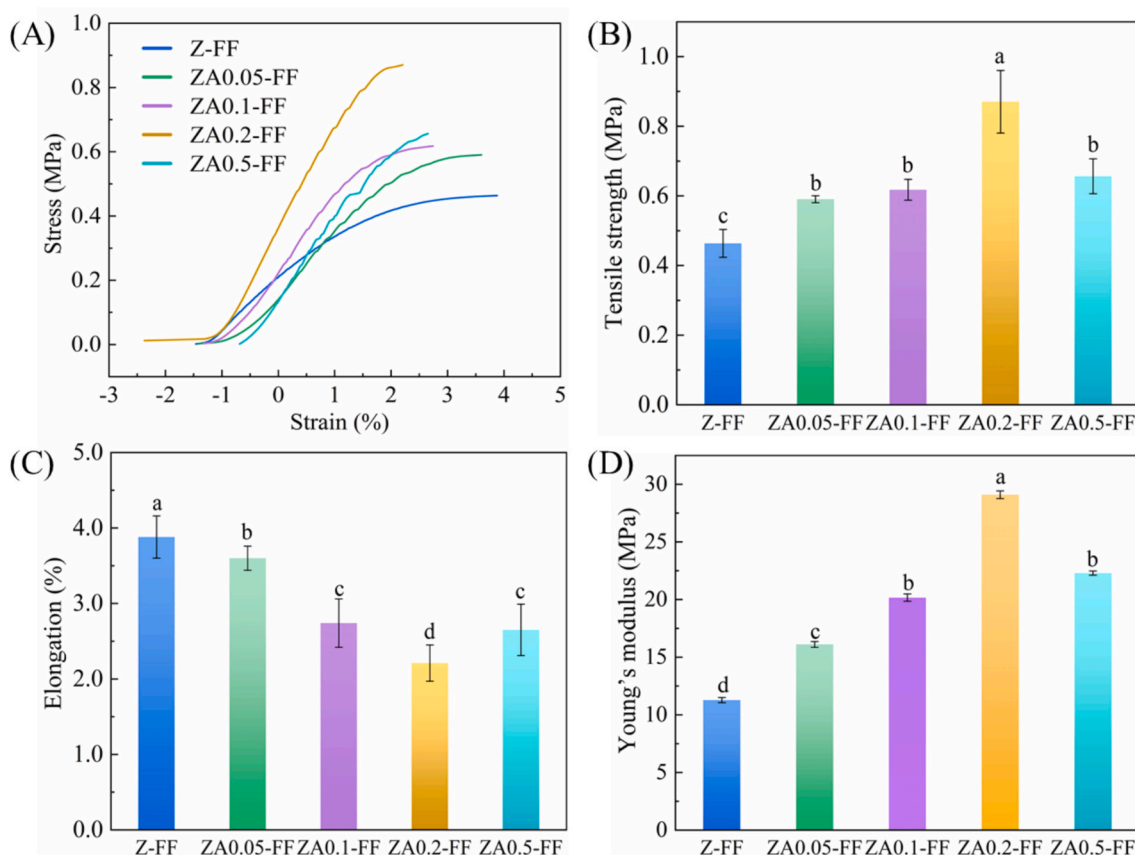 (A)
1.0
0.8
0.6
0.4
0.2
0.0
Stress (MPa)
Z-FF
ZA0.05-FF
ZA0.1-FF
ZA0.2-FF
ZA0.5-FF
-3 -2 -1 0 1 2 3 4 5
Strain (%)
(B)
1.0
0.8
0.6
0.4
0.2
0.0
Tensile strength (MPa)
c b b a b
Z-FF ZA0.05-FF ZA0.1-FF ZA0.2-FF ZA0.5-FF
(C)
5.0
4.0
3.0
2.0
1.0
0.0
Elongation (%)
a b c d c
Z-FF ZA0.05-FF ZA0.1-FF ZA0.2-FF ZA0.5-FF
(D)
30
25
20
15
10
5
0
Young's modulus (MPa)
d c b a b
Z-FF ZA0.05-FF ZA0.1-FF ZA0.2-FF ZA0.5-FF